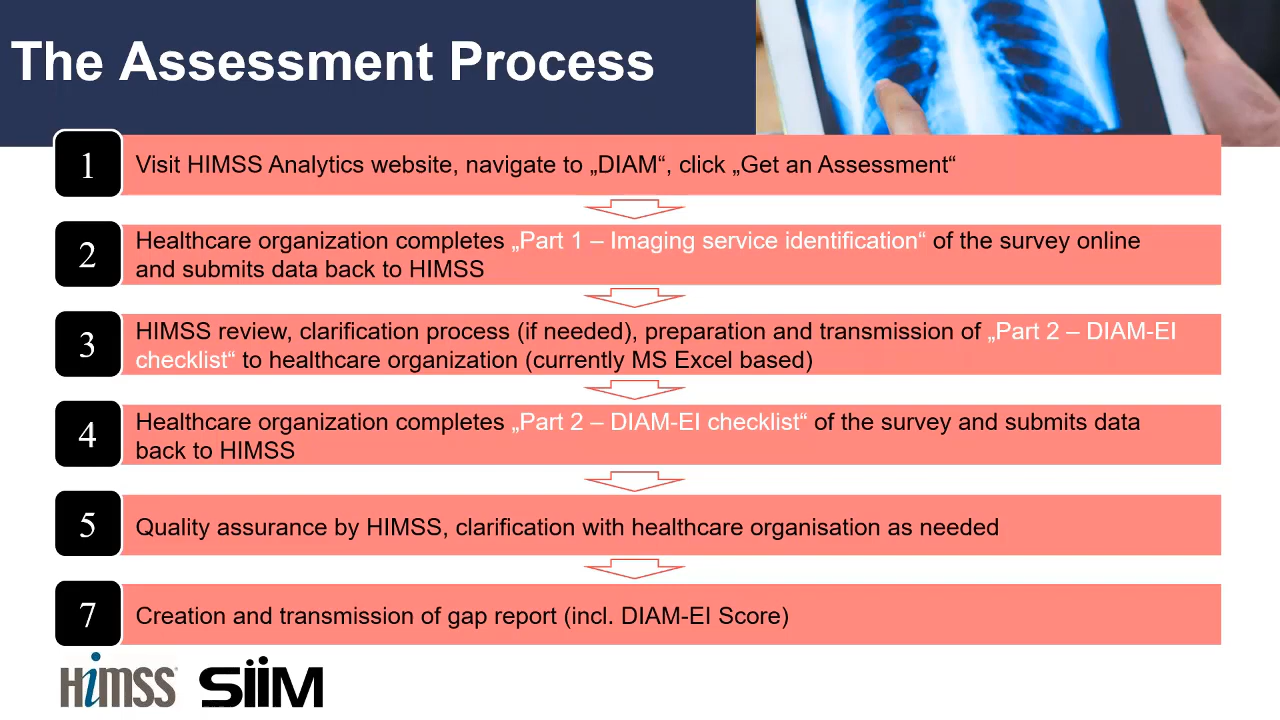 The Assessment Process
1
Visit HIMSS Analytics website, navigate to „DIAM“, click „Get an Assessment“
2
Healthcare organization completes „Part 1 – Imaging service identification“ of the survey online
and submits data back to HIMSS
3
HIMSS review, clarification process (if needed), preparation and transmission of „Part 2 – DIAM-EI
checklist“ to healthcare organization (currently MS Excel based)
4
Healthcare organization completes „Part 2 – DIAM-EI checklist“ of the survey and submits data
back to HIMSS
5
Quality assurance by HIMSS, clarification with healthcare organisation as needed
7
Creation and transmission of gap report (incl. DIAM-EI Score)
HiMSS SiiM